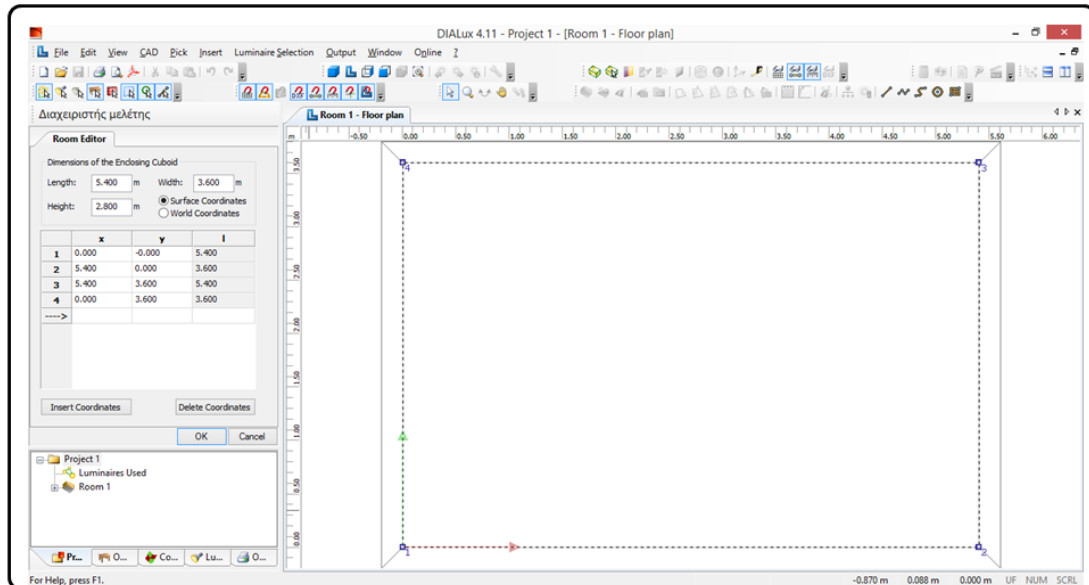 DIALux 4.11 - Project 1 - [Room 1 - Floor plan]
File Edit View CAD Pick Insert Luminaire Selection Output Window Online ?
Διαχειριστής μελέτης
Room 1 - Floor plan
Room Editor
m -0.50 0.00 0.50 1.00 1.50 2.00 2.50 3.00 3.50 4.00 4.50 5.00 5.50 6.00
Dimensions of the Enclosing Cuboid
Length: 5.400 m Width: 3.600 m
Height: 2.800 m Surface Coordinates
World Coordinates
x y l
1 0.000 -0.000 5.400
2 5.400 0.000 3.600
3 5.400 3.600 5.400
4 0.000 3.600 3.600
---->
Insert Coordinates Delete Coordinates
OK Cancel
Project 1
Luminaires Used
Room 1
Pr... O... Co... Lu... O...
3.50
3.00
2.50
2.00
1.50
1.00
0.50
0.00
4 3
1 2
For Help, press F1. -0.870 m 0.088 m 0.000 m UF NUM SCRL